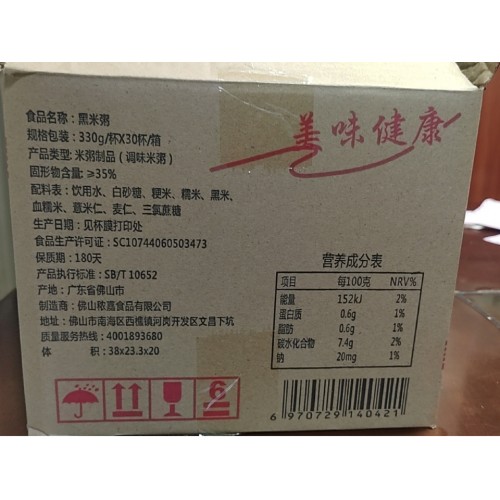 美味健康
食品名称：黑米粥
规格包装：330g/杯X30杯/箱
产品类型：米粥制品（调味米粥）
固形物含量：≥35%
配料表：饮用水、白砂糖、粳米、糯米、黑米、
血糯米、薏米仁、麦仁、三氯蔗糖
生产日期：见杯膜打印处
食品生产许可证：SC10744060503473
保质期：180天
产品执行标准：SB/T 10652
产地：广东省佛山市
制造商：佛山稼嘉食品有限公司
地址：佛山市南海区西樵镇河岗开发区文昌下坑
质量服务热线：4001893680
体 积：38x23.3x20
营养成分表
项目 每100克 NRV%
能量 152kJ 2%
蛋白质 0.6g 1%
脂肪 0.6g 1%
碳水化合物 7.4g 2%
钠 20mg 1%
6
6 970729 140421